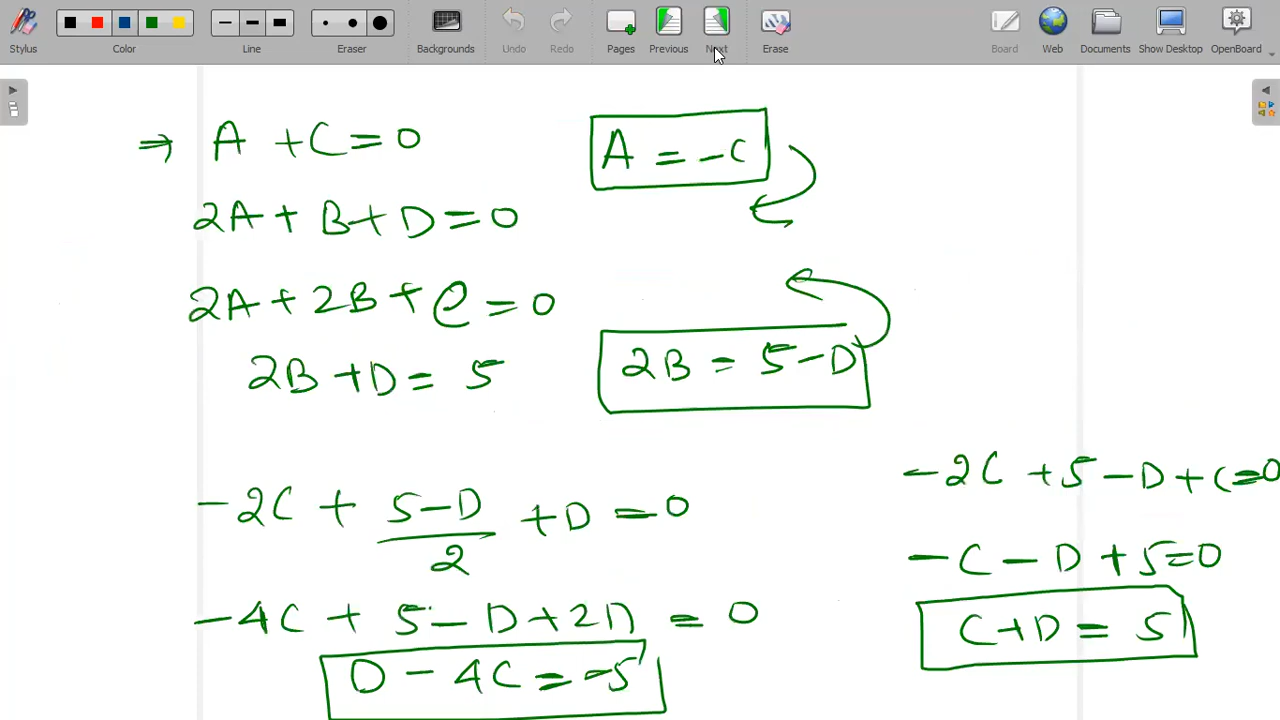 Stylus Color Line Eraser Backgrounds Undo Redo Pages Previous Next Erase Board Web Documents Show Desktop OpenBoard
⇒ A + C = 0
A = -C
2A + B + D = 0
2A + 2B + C = 0
2B + D = 5
2B = 5 - D
-2C + (5-D)/2 + D = 0
-4C + 5 - D + 2D = 0
D - 4C = -5
-2C + 5 - D + C = 0
-C - D + 5 = 0
C + D = 5